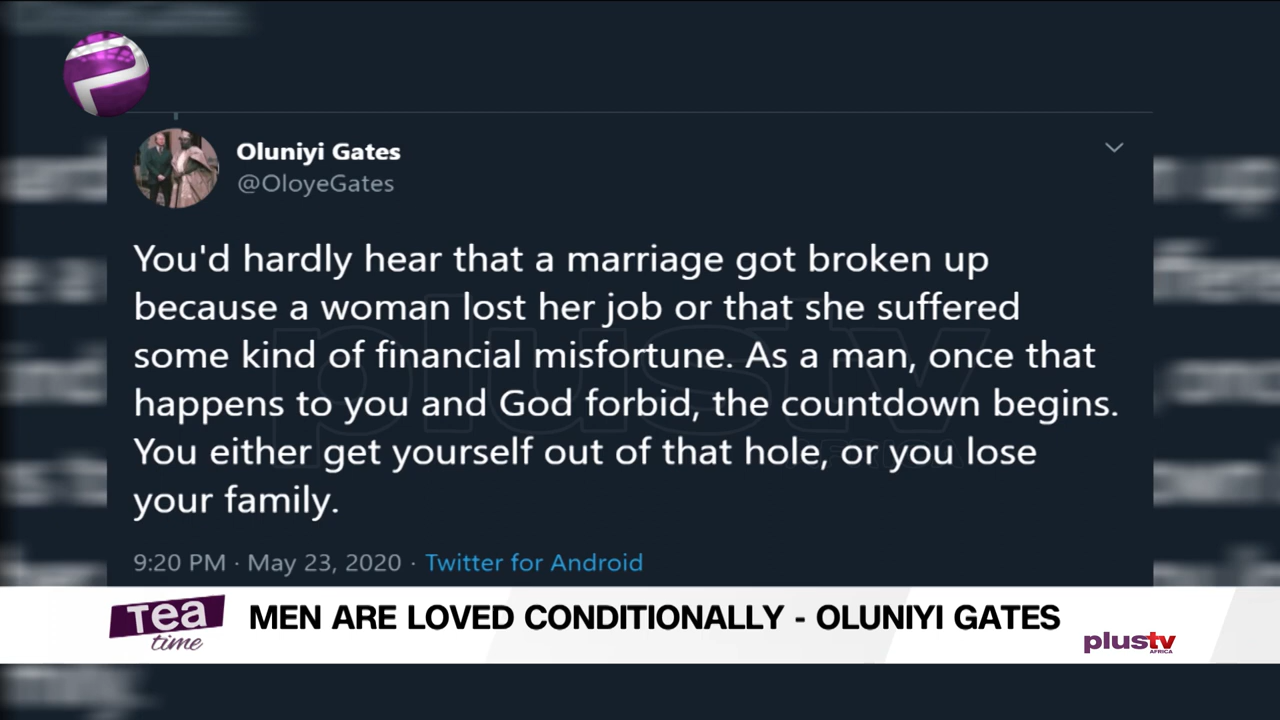 Oluniyi Gates
@OloyeGates
You'd hardly hear that a marriage got broken up
because a woman lost her job or that she suffered
some kind of financial misfortune. As a man, once that
happens to you and God forbid, the countdown begins.
You either get yourself out of that hole, or you lose
your family.
9:20 PM · May 23, 2020 · Twitter for Android
Tea
time
MEN ARE LOVED CONDITIONALLY - OLUNIYI GATES
plustv
AFRICA
plustv
AFRICA